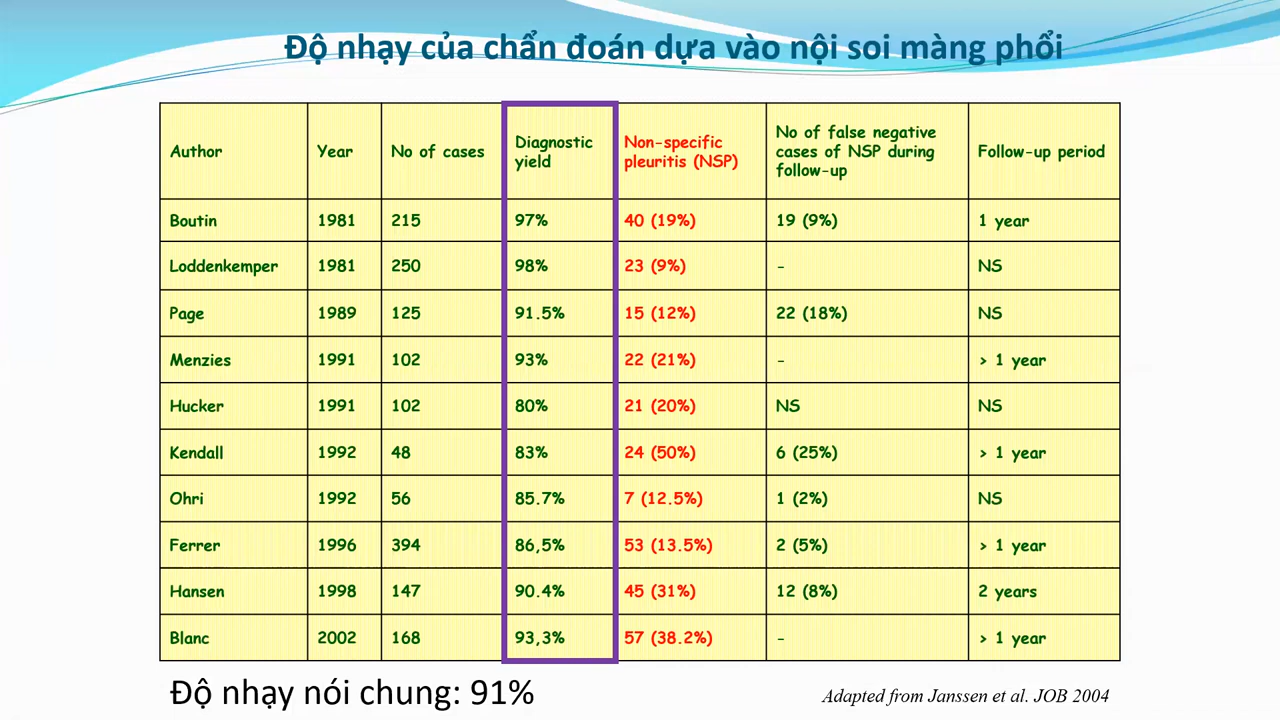 Độ nhạy của chẩn đoán dựa vào nội soi màng phổi
Author Year No of cases Diagnostic yield Non-specific pleuritis (NSP) No of false negative cases of NSP during follow-up Follow-up period
Boutin 1981 215 97% 40 (19%) 19 (9%) 1 year
Loddenkemper 1981 250 98% 23 (9%) - NS
Page 1989 125 91.5% 15 (12%) 22 (18%) NS
Menzies 1991 102 93% 22 (21%) - > 1 year
Hucker 1991 102 80% 21 (20%) NS NS
Kendall 1992 48 83% 24 (50%) 6 (25%) > 1 year
Ohri 1992 56 85.7% 7 (12.5%) 1 (2%) NS
Ferrer 1996 394 86,5% 53 (13.5%) 2 (5%) > 1 year
Hansen 1998 147 90.4% 45 (31%) 12 (8%) 2 years
Blanc 2002 168 93,3% 57 (38.2%) - > 1 year
Độ nhạy nói chung: 91%
Adapted from Janssen et al. JOB 2004